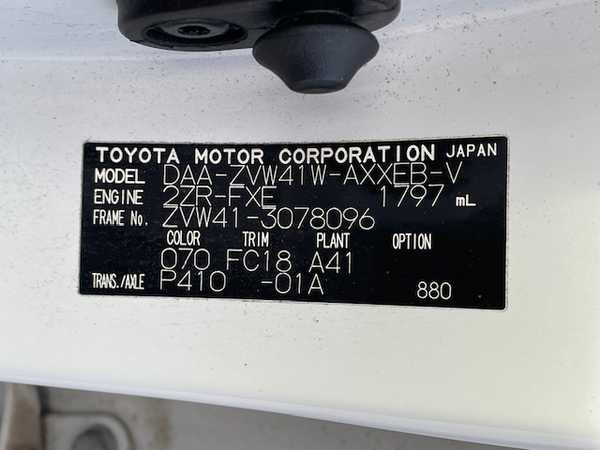 TOYOTA MOTOR CORPORATION JAPAN
MODEL DAA-ZVW41W-AXXEB-V
ENGINE 2ZR-FXE 1797 mL
FRAME No. ZVW41-3078096
COLOR TRIM PLANT OPTION
070 FC18 A41
TRANS./AXLE P410 -01A 880